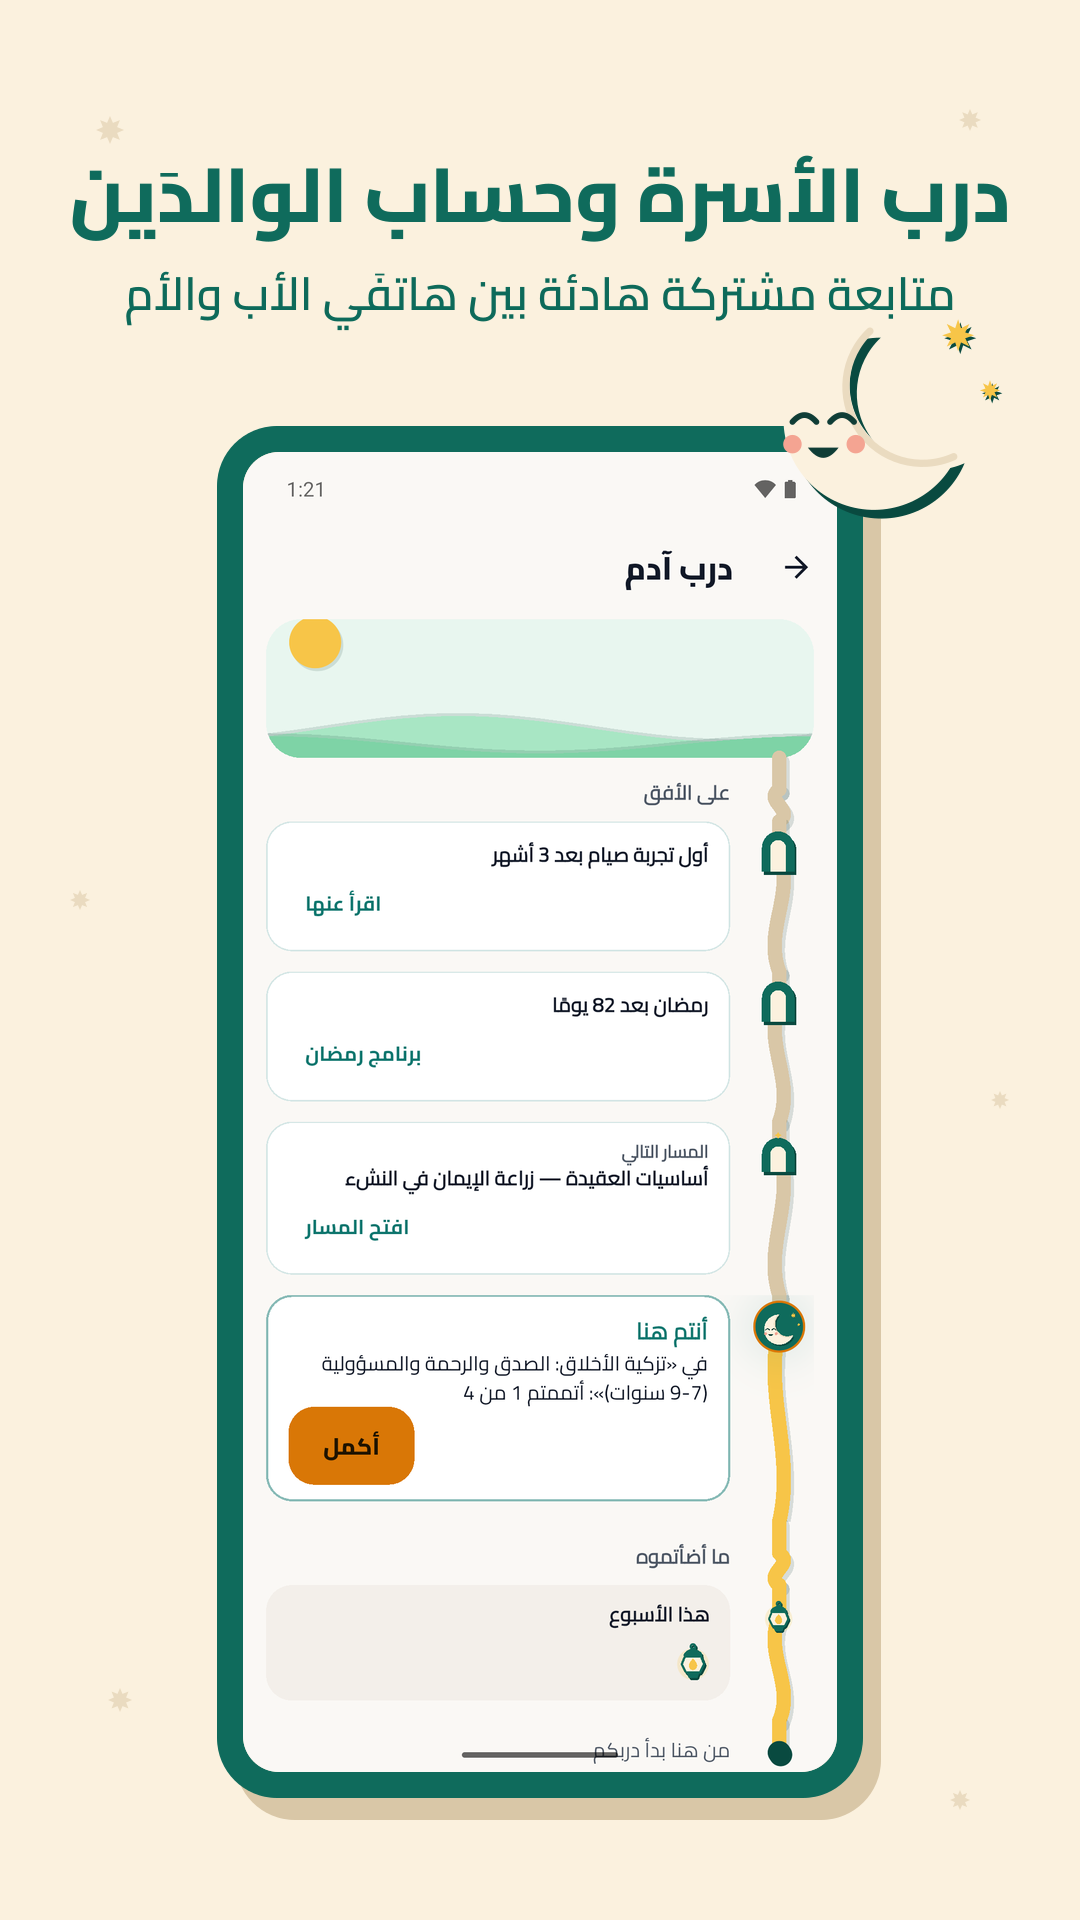 درب الأسرة وحساب الوالدَين
متابعة مشتركة هادئة بين هاتفَي الأب والأم
1:21
درب آدم
على الأفق
أول تجربة صيام بعد 3 أشهر
اقرأ عنها
رمضان بعد 82 يومًا
برنامج رمضان
المسار التالي
أساسيات العقيدة — زراعة الإيمان في النشء
افتح المسار
أنتم هنا
في «تزكية الأخلاق: الصدق والرحمة والمسؤولية
(7-9 سنوات)»: أتممتم 1 من 4
أكمل
ما أضأتموه
هذا الأسبوع
من هنا بدأ دربكم